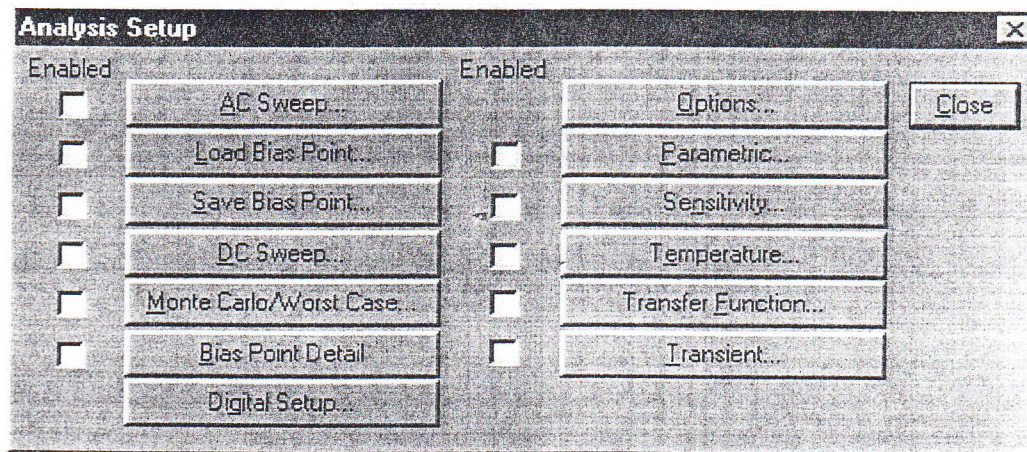 Analysis Setup
Enabled
AC Sweep...
Load Bias Point...
Save Bias Point...
DC Sweep...
Monte Carlo/Worst Case...
Bias Point Detail
Digital Setup...
Enabled
Options...
Parametric...
Sensitivity...
Temperature...
Transfer Function...
Transient...
Close